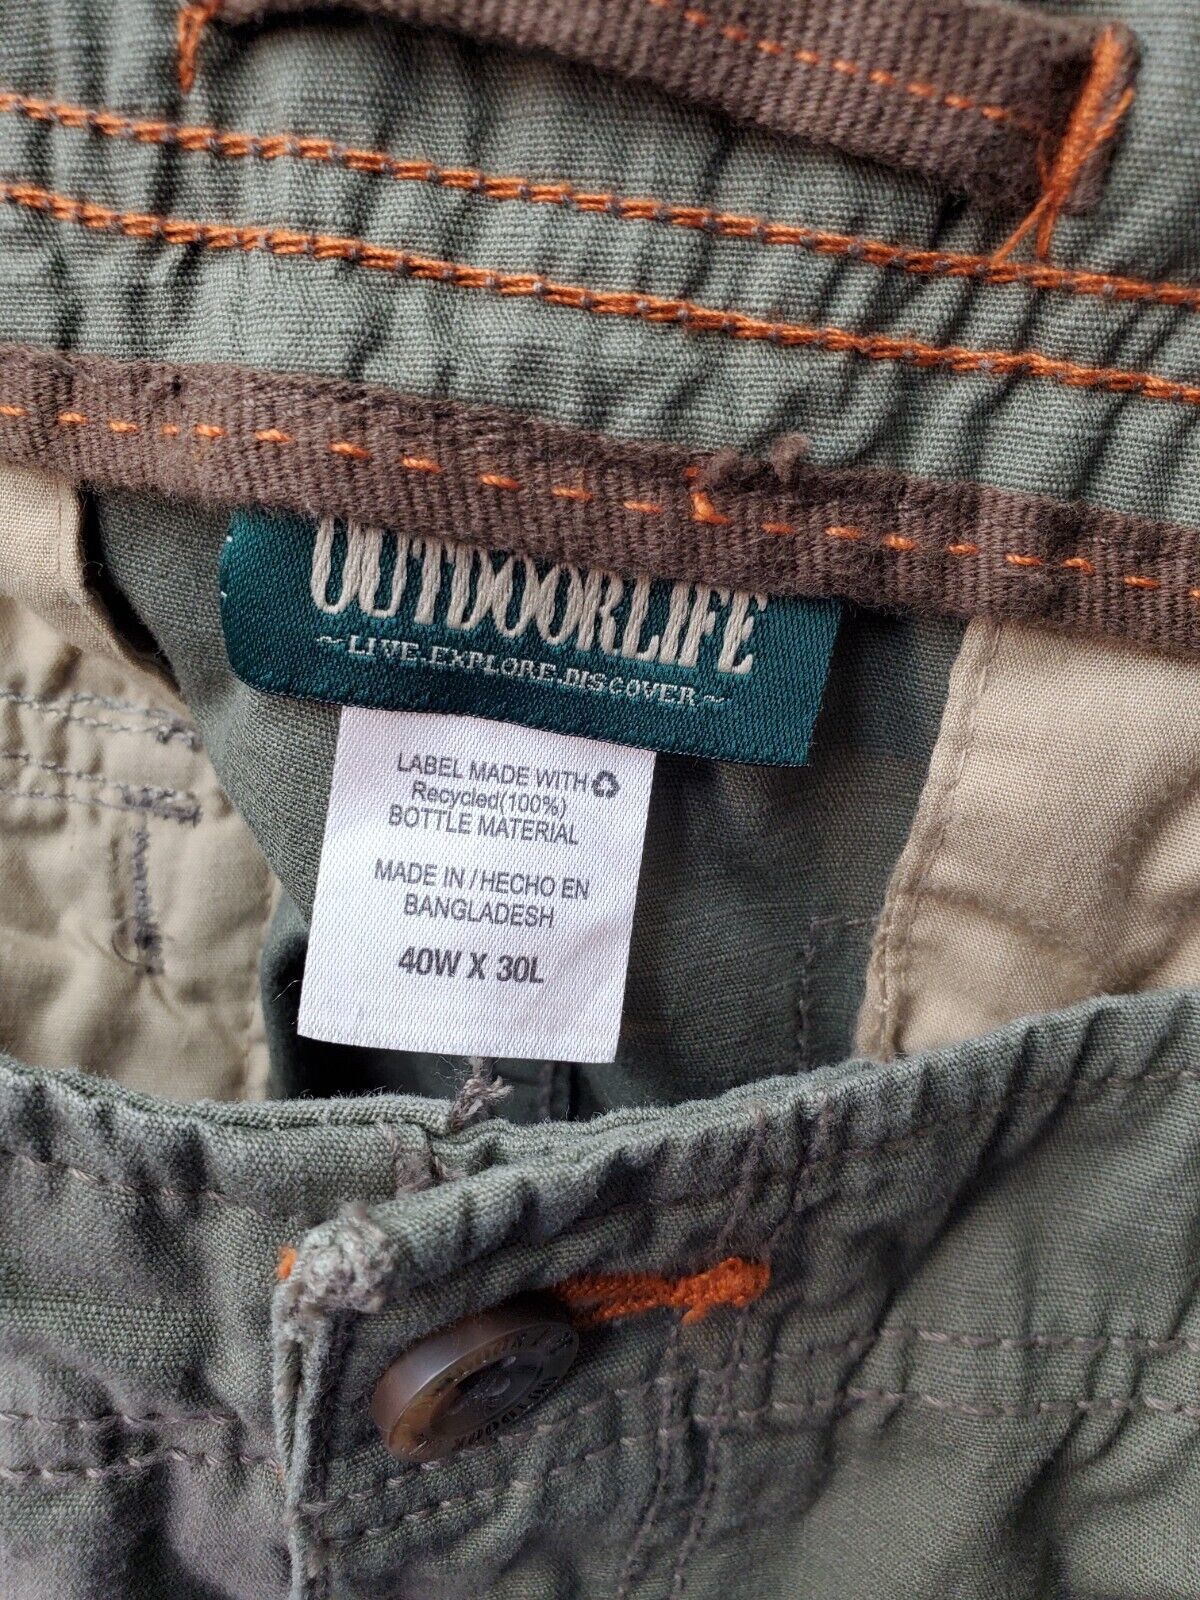 OUTDOORLIFE
~LIVE.EXPLORE.DISCOVER~
LABEL MADE WITH
Recycled(100%)
BOTTLE MATERIAL
MADE IN / HECHO EN
BANGLADESH
40W X 30L